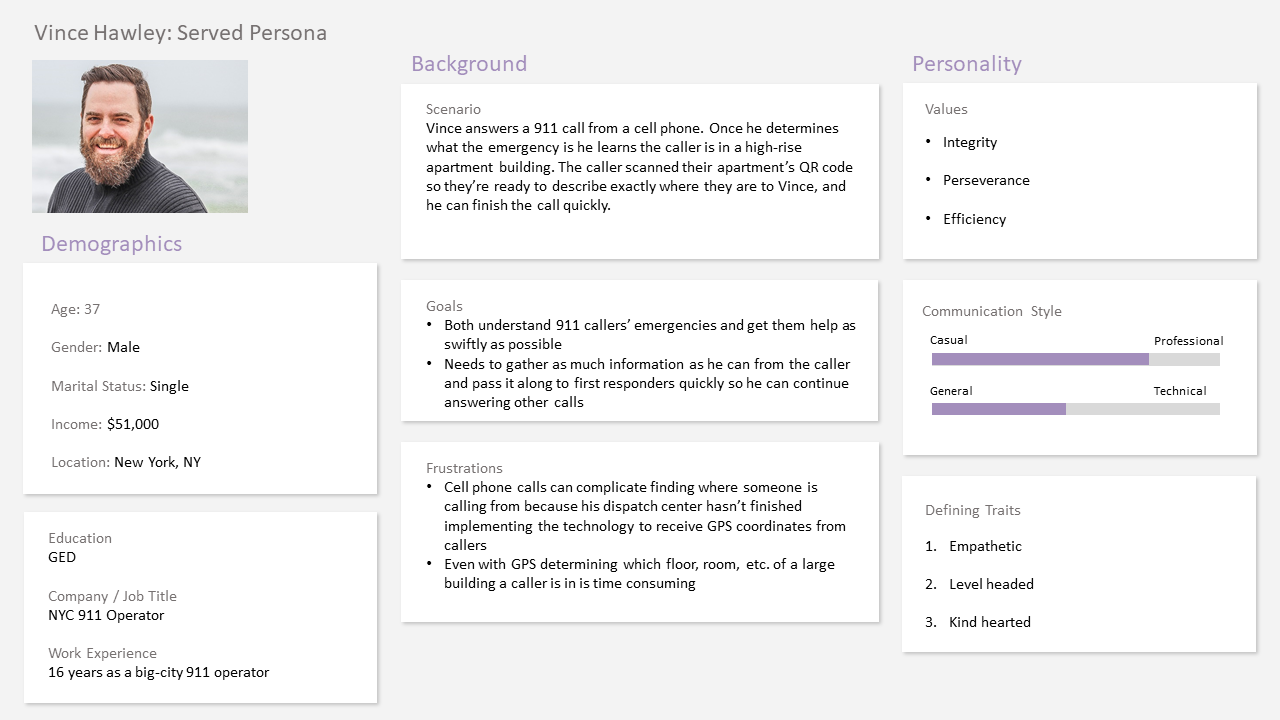 Vince Hawley: Served Persona
Demographics
Age: 37
Gender: Male
Marital Status: Single
Income: $51,000
Location: New York, NY
Education
GED
Company / Job Title
NYC 911 Operator
Work Experience
16 years as a big-city 911 operator
Background
Scenario
Vince answers a 911 call from a cell phone. Once he determines
what the emergency is he learns the caller is in a high-rise
apartment building. The caller scanned their apartment's QR code
so they're ready to describe exactly where they are to Vince, and
he can finish the call quickly.
Goals
• Both understand 911 callers' emergencies and get them help as
swiftly as possible
• Needs to gather as much information as he can from the caller
and pass it along to first responders quickly so he can continue
answering other calls
Frustrations
• Cell phone calls can complicate finding where someone is
calling from because his dispatch center hasn't finished
implementing the technology to receive GPS coordinates from
callers
• Even with GPS determining which floor, room, etc. of a large
building a caller is in is time consuming
Personality
Values
• Integrity
• Perseverance
• Efficiency
Communication Style
Casual Professional
General Technical
Defining Traits
1. Empathetic
2. Level headed
3. Kind hearted